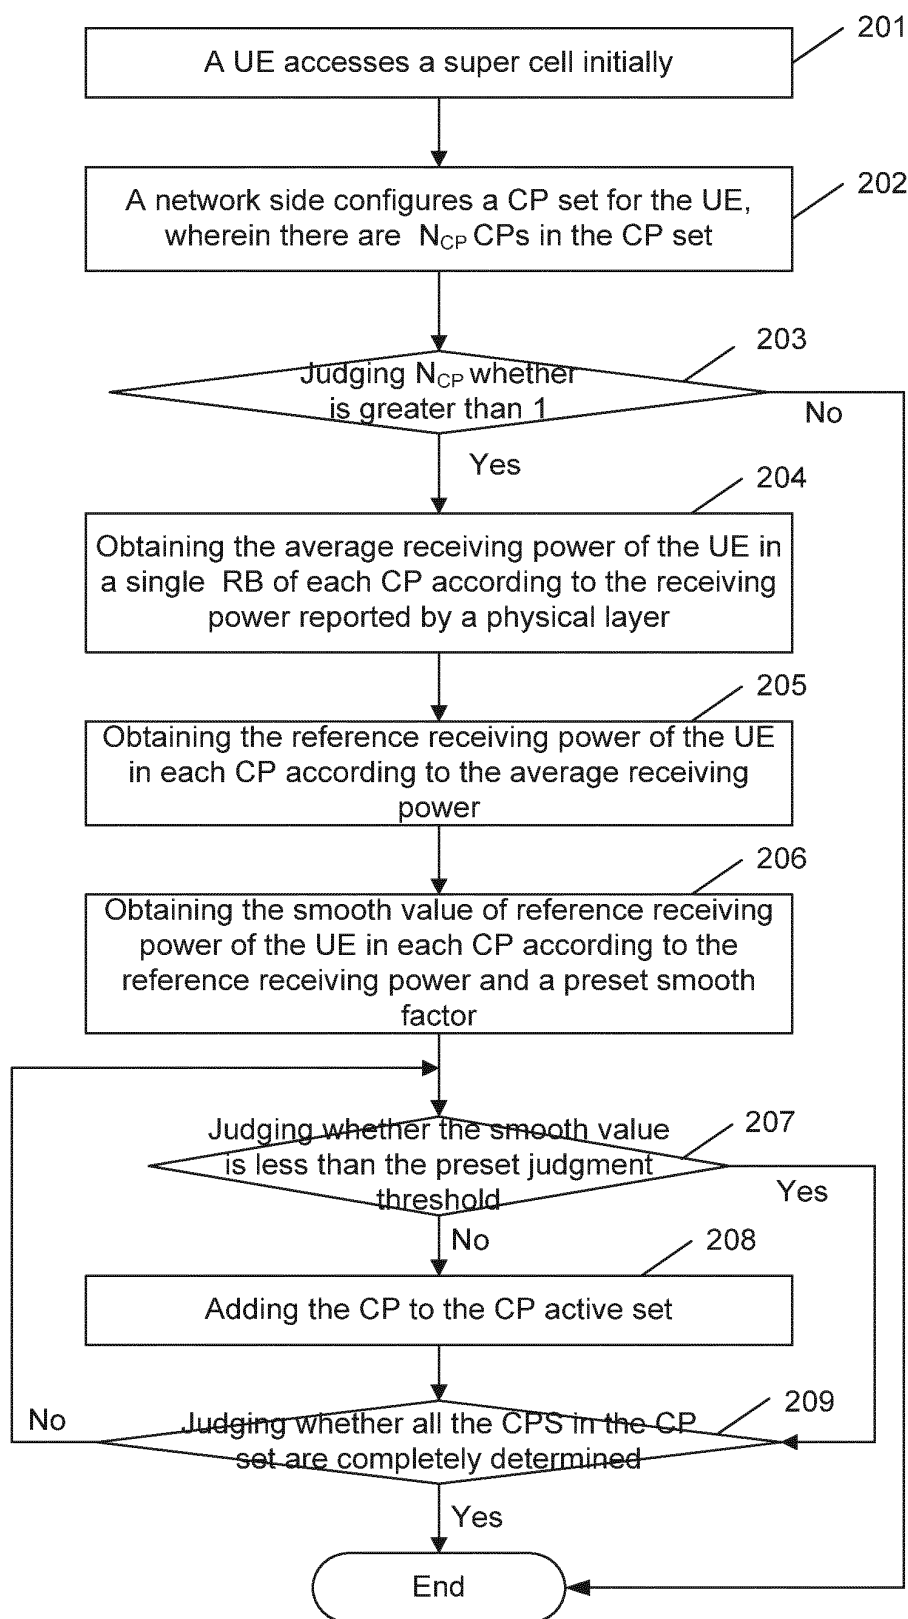 201
A UE accesses a super cell initially
202
A network side configures a CP set for the UE,
wherein there are NCP CPs in the CP set
203
Judging NCP whether
is greater than 1
No
Yes
204
Obtaining the average receiving power of the UE in
a single RB of each CP according to the receiving
power reported by a physical layer
205
Obtaining the reference receiving power of the UE
in each CP according to the average receiving
power
206
Obtaining the smooth value of reference receiving
power of the UE in each CP according to the
reference receiving power and a preset smooth
factor
207
Judging whether the smooth value
is less than the preset judgment
threshold
Yes
No
208
Adding the CP to the CP active set
209
No
Judging whether all the CPS in the CP
set are completely determined
Yes
End